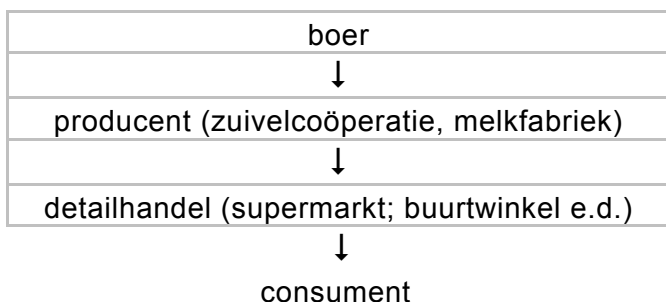 boer
↓
producent (zuivelcoöperatie, melkfabriek)
↓
detailhandel (supermarkt; buurtwinkel e.d.)
↓
consument